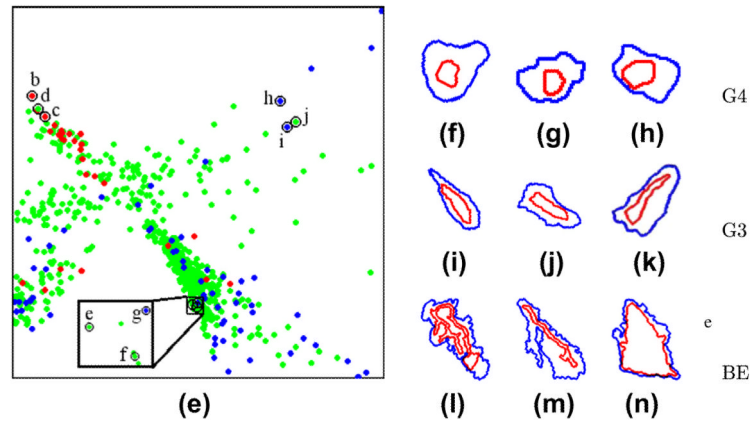 b
d
c
h
j
i
e
g
f
(e)
(f) (g) (h) G4
(i) (j) (k) G3
e
(l) (m) (n) BE